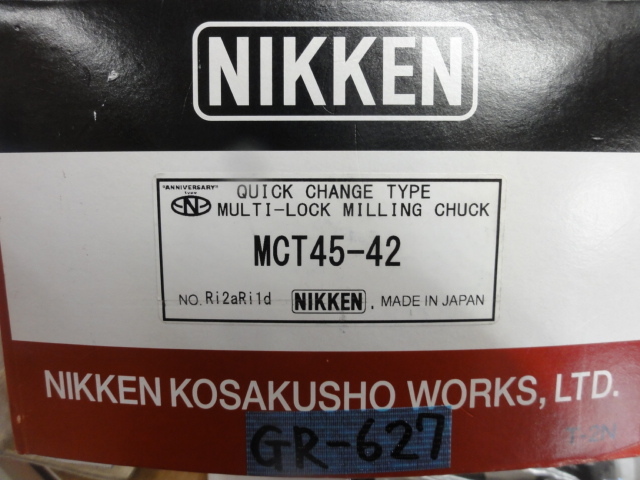 NIKKEN
"ANNIVERSARY"
Type
QUICK CHANGE TYPE
N
MULTI-LOCK MILLING CHUCK
MCT45-42
NO. Ri2aRi1d NIKKEN. MADE IN JAPAN
NIKKEN KOSAKUSHO WORKS, LTD.
GR-627